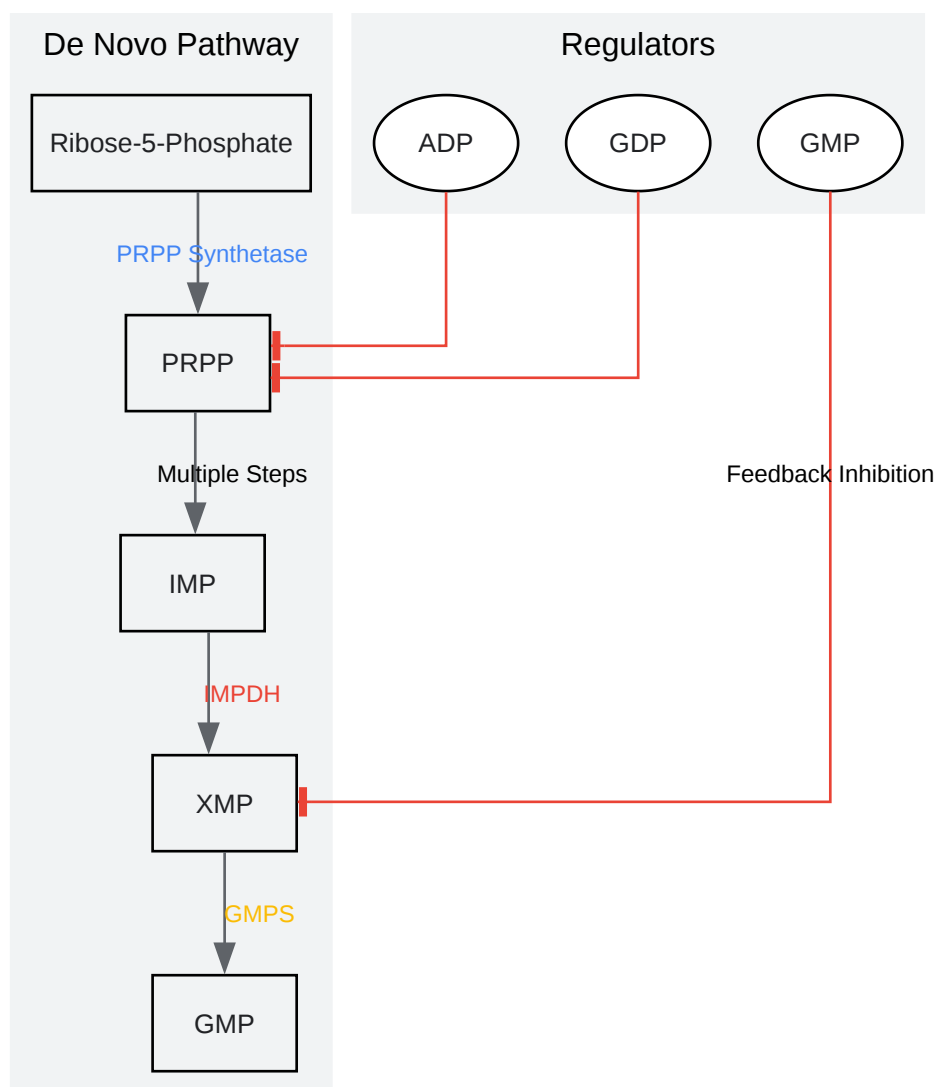 De Novo Pathway
Regulators
Ribose-5-Phosphate
ADP
GDP
GMP
PRPP Synthetase
PRPP
Multiple Steps
Feedback Inhibition
IMP
IMPDH
XMP
GMPS
GMP